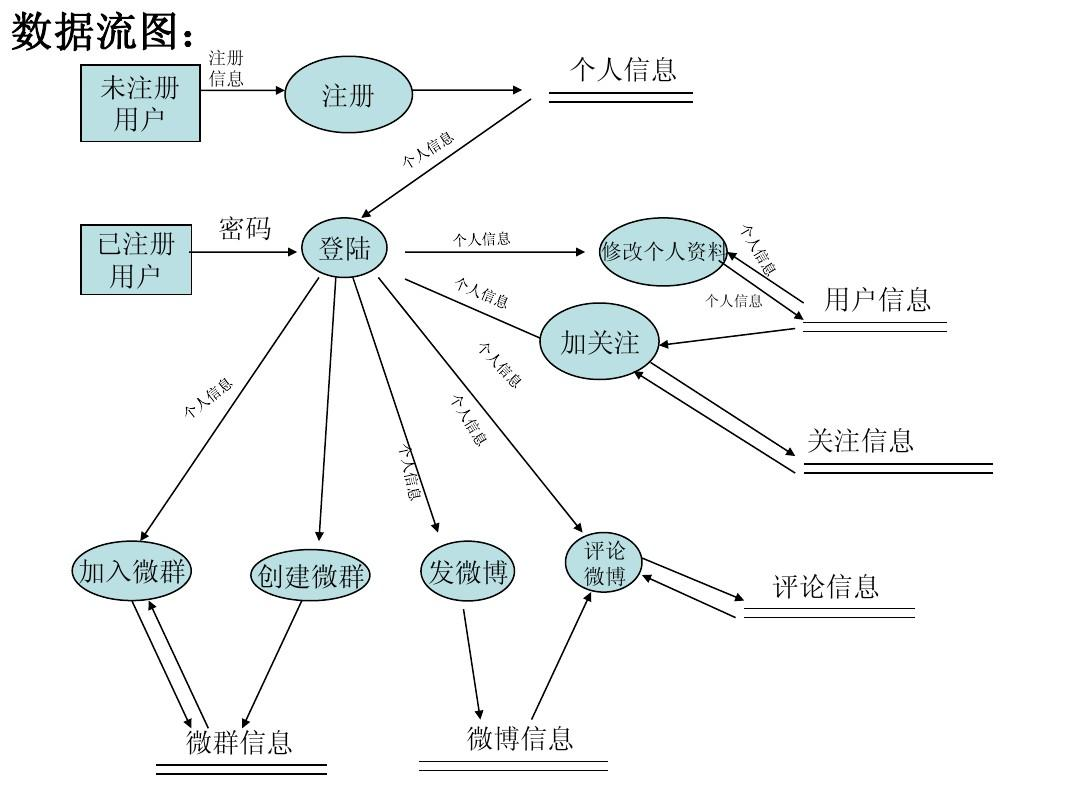 数据流图：
注册
信息
未注册
用户
注册
个人信息
个人信息
已注册
用户
密码
登陆
个人信息
修改个人资料
个人信息
个人信息
用户信息
个人信息
加关注
个人信息
个人信息
个人信息
个人信息
关注信息
加入微群
创建微群
发微博
评论
微博
评论信息
微群信息
微博信息